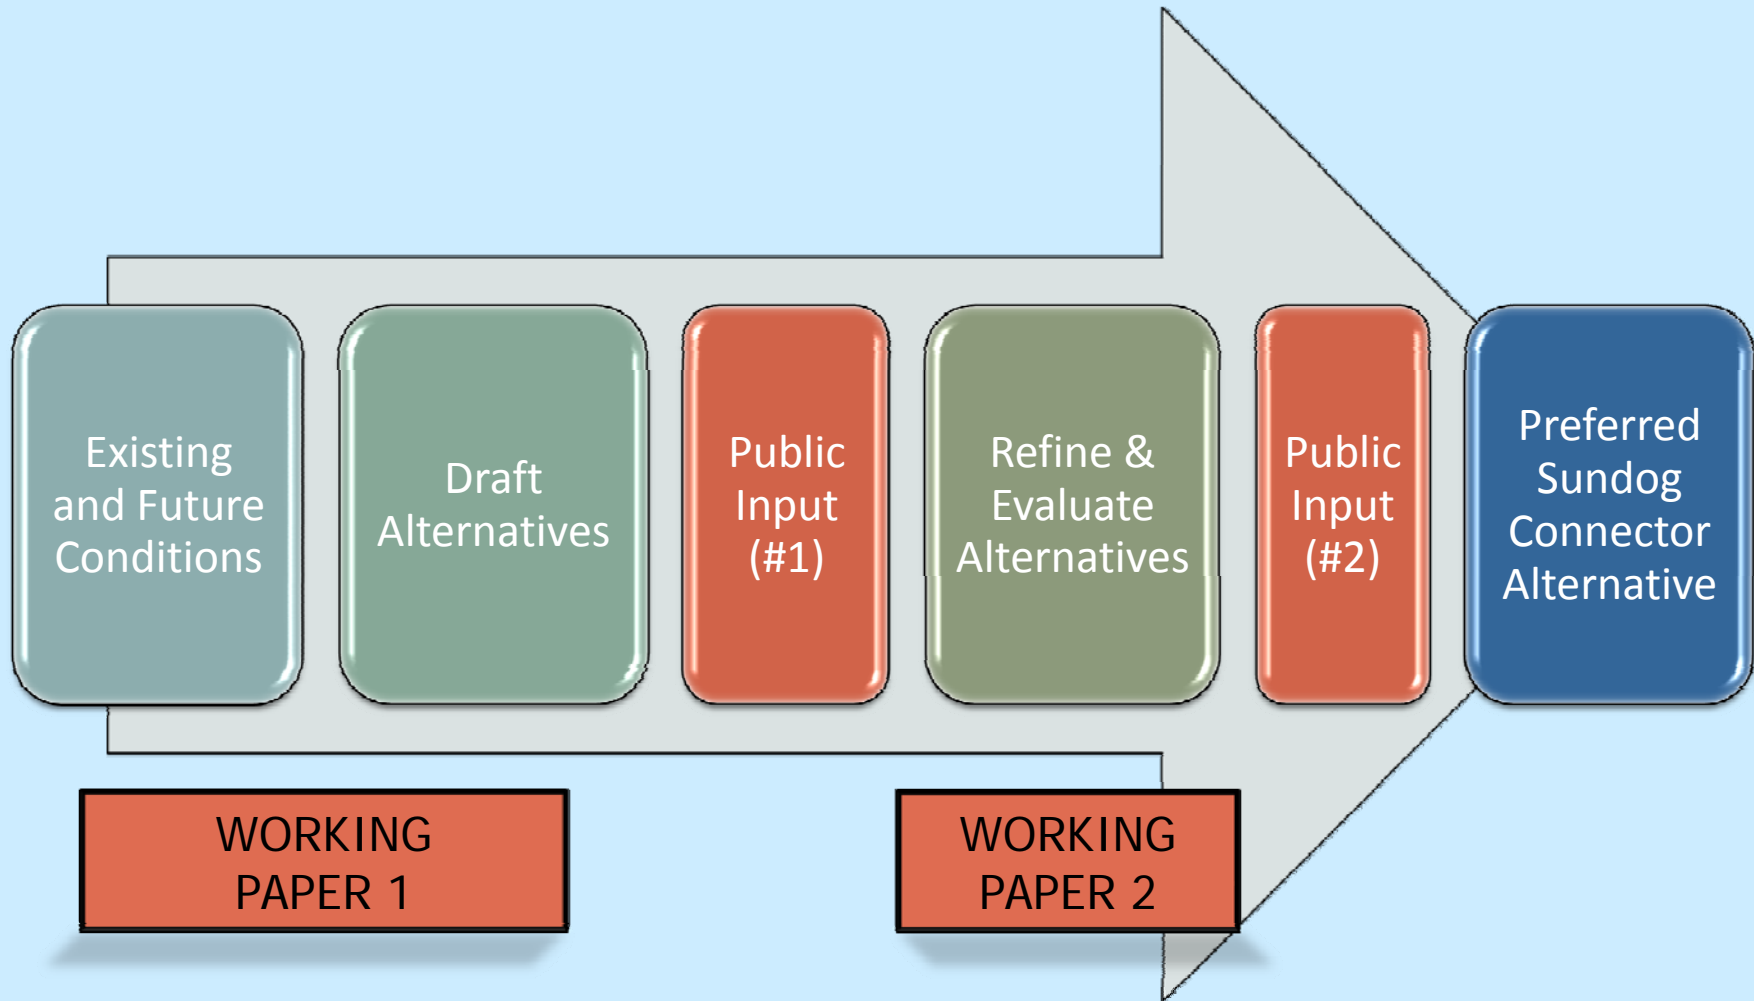 Existing
and Future
Conditions
Draft
Alternatives
Public
Input
(#1)
Refine &
Evaluate
Alternatives
Public
Input
(#2)
Preferred
Sundog
Connector
Alternative
WORKING
PAPER 1
WORKING
PAPER 2